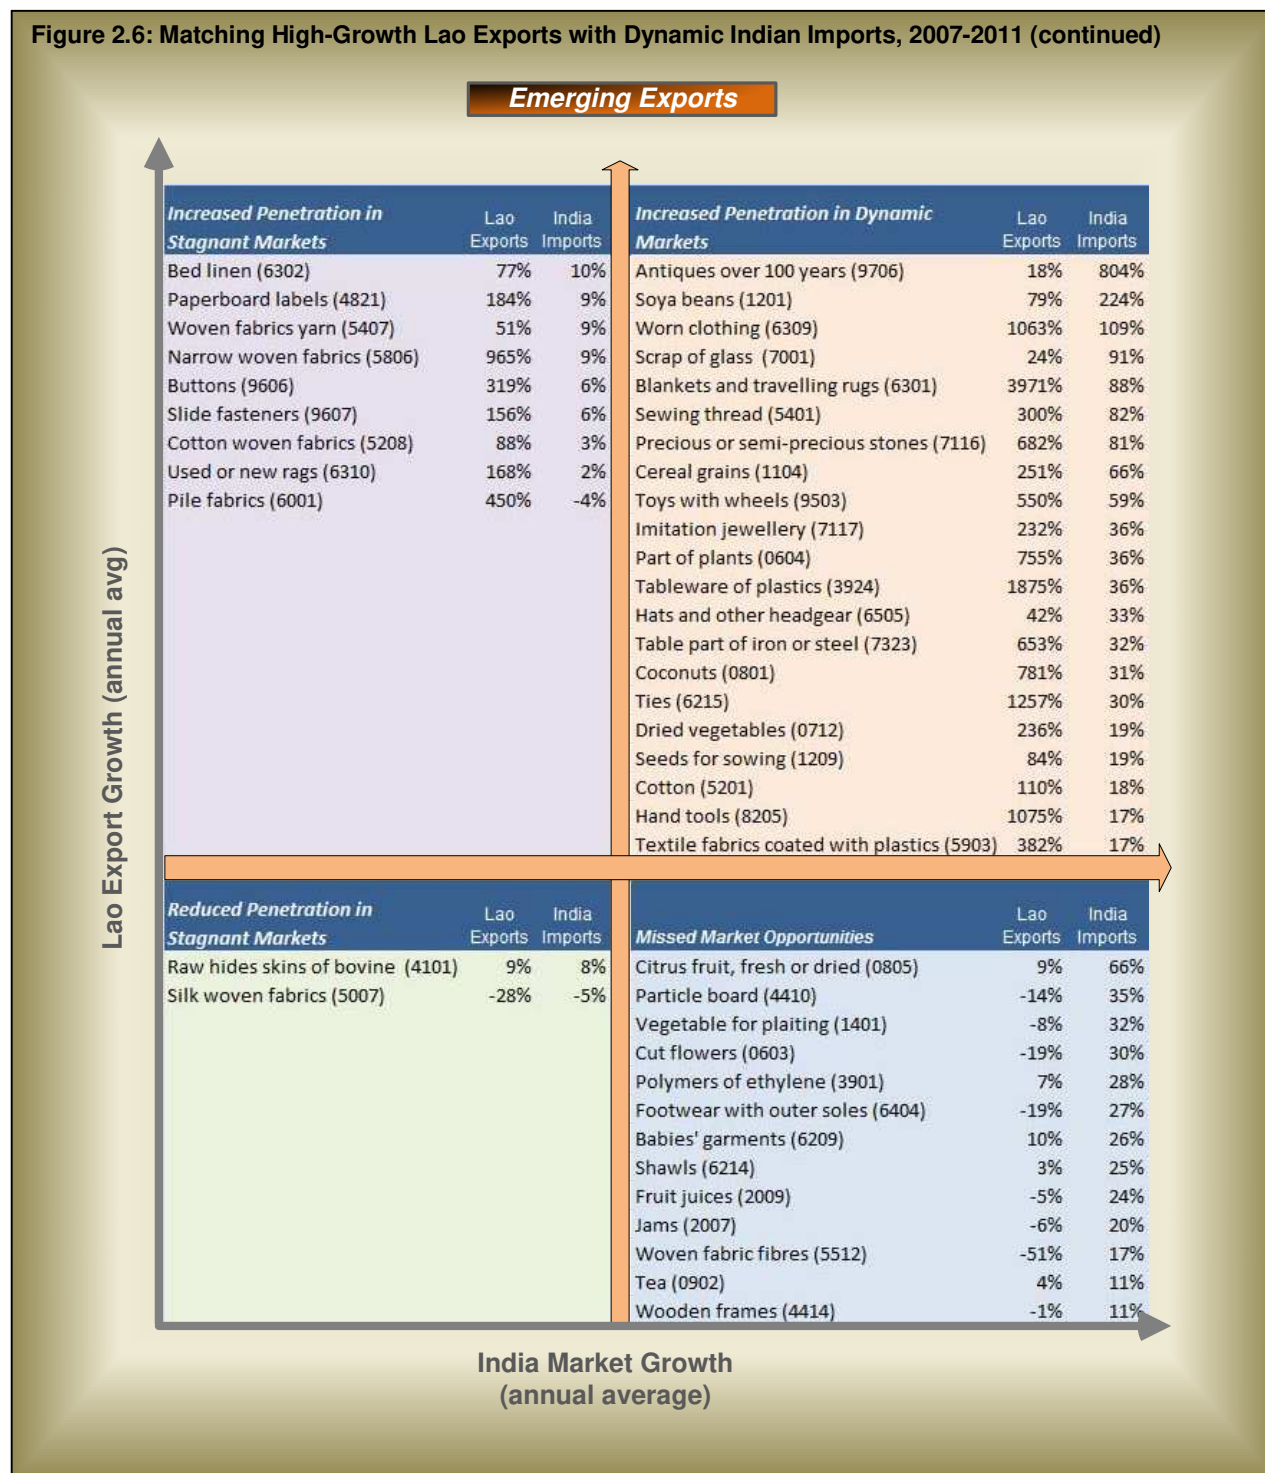 Figure 2.6: Matching High-Growth Lao Exports with Dynamic Indian Imports, 2007-2011 (continued)
Emerging Exports
Increased Penetration in Stagnant Markets Lao Exports India Imports
Bed linen (6302) 77% 10%
Paperboard labels (4821) 184% 9%
Woven fabrics yarn (5407) 51% 9%
Narrow woven fabrics (5806) 965% 9%
Buttons (9606) 319% 6%
Slide fasteners (9607) 156% 6%
Cotton woven fabrics (5208) 88% 3%
Used or new rags (6310) 168% 2%
Pile fabrics (6001) 450% -4%
Increased Penetration in Dynamic Markets Lao Exports India Imports
Antiques over 100 years (9706) 18% 804%
Soya beans (1201) 79% 224%
Worn clothing (6309) 1063% 109%
Scrap of glass (7001) 24% 91%
Blankets and travelling rugs (6301) 3971% 88%
Sewing thread (5401) 300% 82%
Precious or semi-precious stones (7116) 682% 81%
Cereal grains (1104) 251% 66%
Toys with wheels (9503) 550% 59%
Imitation jewellery (7117) 232% 36%
Part of plants (0604) 755% 36%
Tableware of plastics (3924) 1875% 36%
Hats and other headgear (6505) 42% 33%
Table part of iron or steel (7323) 653% 32%
Coconuts (0801) 781% 31%
Ties (6215) 1257% 30%
Dried vegetables (0712) 236% 19%
Seeds for sowing (1209) 84% 19%
Cotton (5201) 110% 18%
Hand tools (8205) 1075% 17%
Textile fabrics coated with plastics (5903) 382% 17%
Reduced Penetration in Stagnant Markets Lao Exports India Imports
Raw hides skins of bovine (4101) 9% 8%
Silk woven fabrics (5007) -28% -5%
Missed Market Opportunities Lao Exports India Imports
Citrus fruit, fresh or dried (0805) 9% 66%
Particle board (4410) -14% 35%
Vegetable for plaiting (1401) -8% 32%
Cut flowers (0603) -19% 30%
Polymers of ethylene (3901) 7% 28%
Footwear with outer soles (6404) -19% 27%
Babies' garments (6209) 10% 26%
Shawls (6214) 3% 25%
Fruit juices (2009) -5% 24%
Jams (2007) -6% 20%
Woven fabric fibres (5512) -51% 17%
Tea (0902) 4% 11%
Wooden frames (4414) -1% 11%
Lao Export Growth (annual avg)
India Market Growth
(annual average)